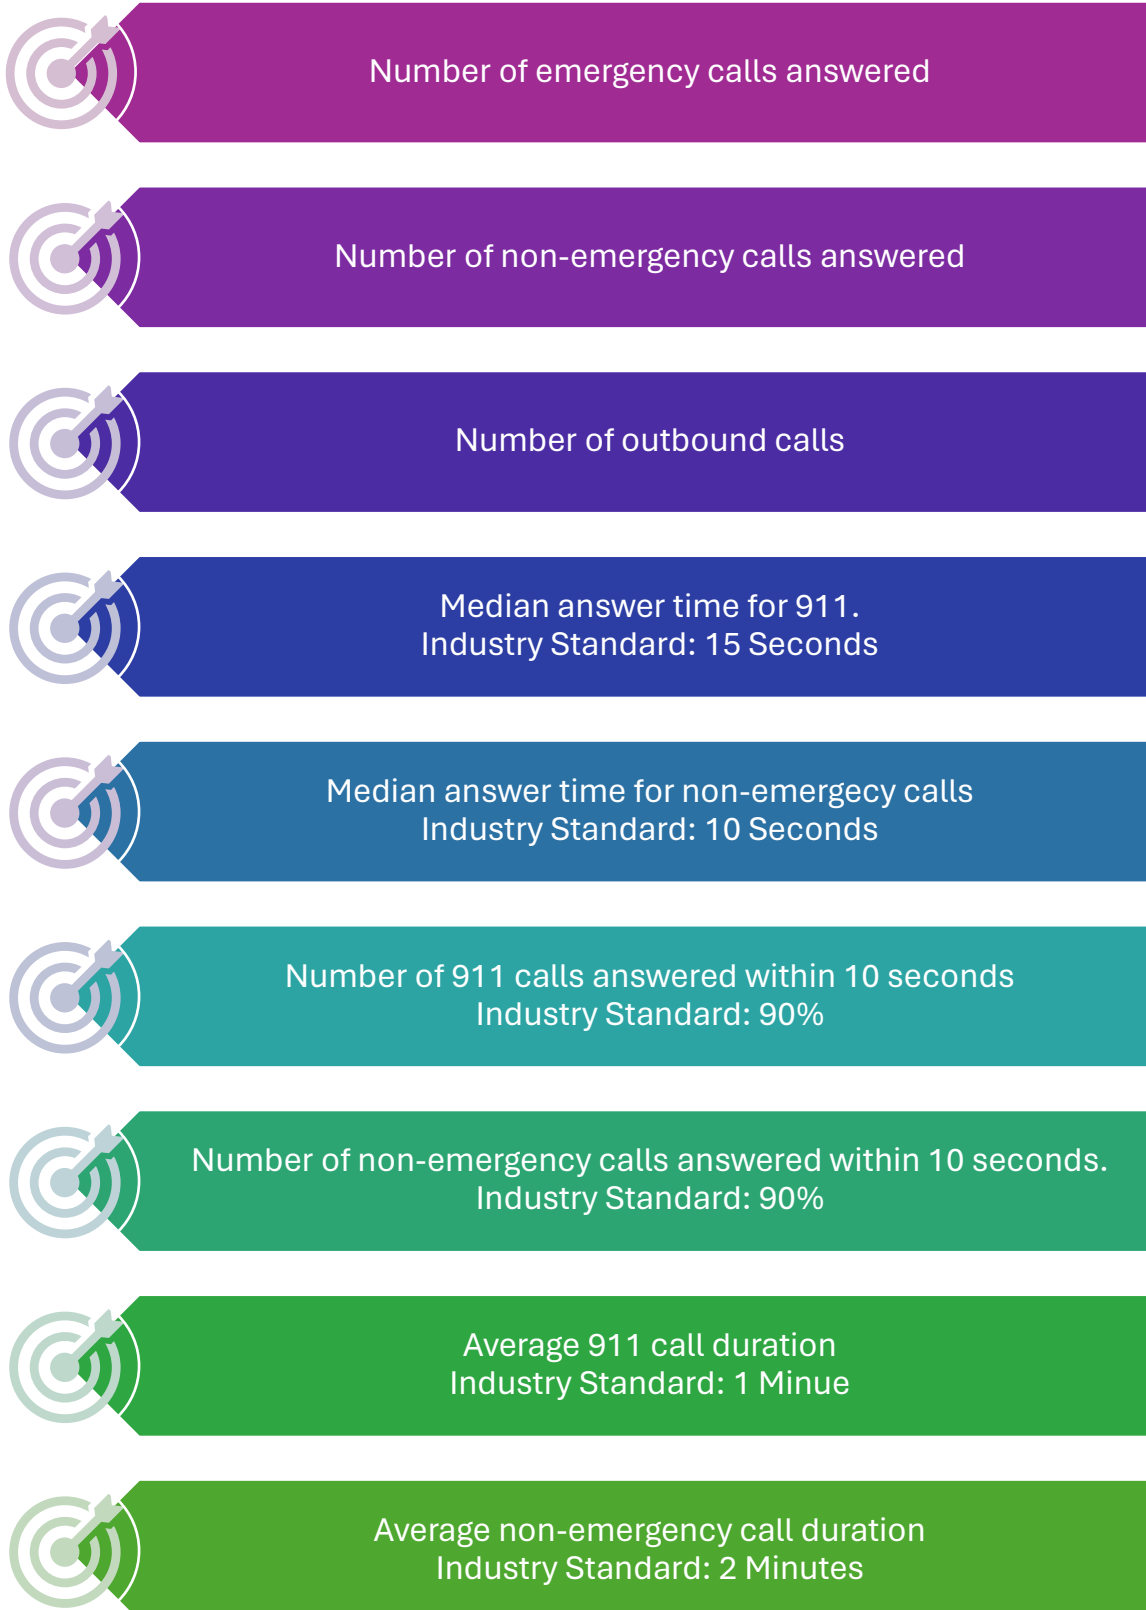 Number of emergency calls answered
Number of non-emergency calls answered
Number of outbound calls
Median answer time for 911.
Industry Standard: 15 Seconds
Median answer time for non-emergecy calls
Industry Standard: 10 Seconds
Number of 911 calls answered within 10 seconds
Industry Standard: 90%
Number of non-emergency calls answered within 10 seconds.
Industry Standard: 90%
Average 911 call duration
Industry Standard: 1 Minue
Average non-emergency call duration
Industry Standard: 2 Minutes